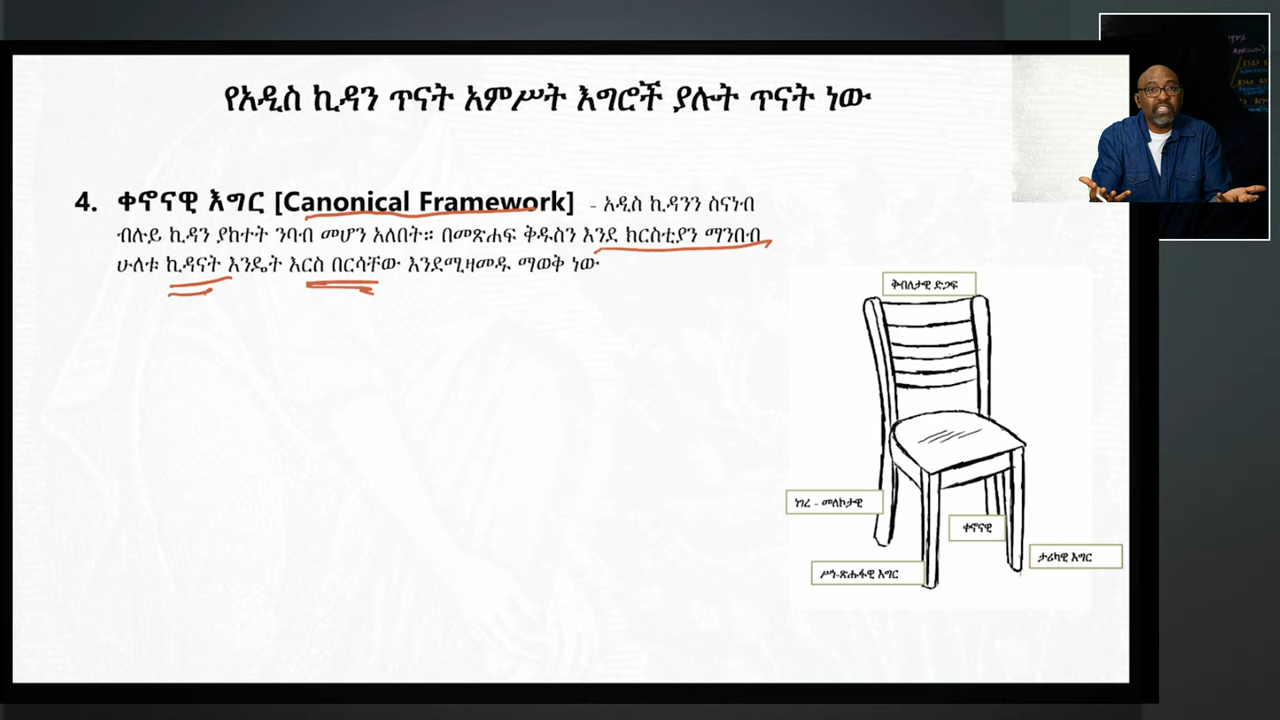 የአዲስ ኪዳን ጥናት አምሥት እግሮች ያሉት ጥናት ነው
4. ቀኖናዊ እግር [Canonical Framework] - አዲስ ኪዳንን ስናነብ
ብሉይ ኪዳን ያከተት ንባብ መሆን አለበት። በመጽሐፍ ቅዱስን እንደ ክርስቲያን ማንበብ
ሁለቱ ኪዳናት እንዴት እርስ በርሳቸው እንደሚዛመዱ ማወቅ ነው
ትብለታዊ ድጋፍ
ነገረ - መለኮታዊ
ቀኖናዊ
ታሪካዊ እግር
ሥነ-ጽሑፋዊ እግር